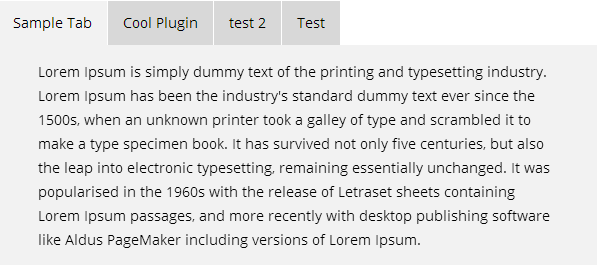 Sample Tab Cool Plugin test 2 Test
Lorem Ipsum is simply dummy text of the printing and typesetting industry.
Lorem Ipsum has been the industry's standard dummy text ever since the
1500s, when an unknown printer took a galley of type and scrambled it to
make a type specimen book. It has survived not only five centuries, but also
the leap into electronic typesetting, remaining essentially unchanged. It was
popularised in the 1960s with the release of Letraset sheets containing
Lorem Ipsum passages, and more recently with desktop publishing software
like Aldus PageMaker including versions of Lorem Ipsum.